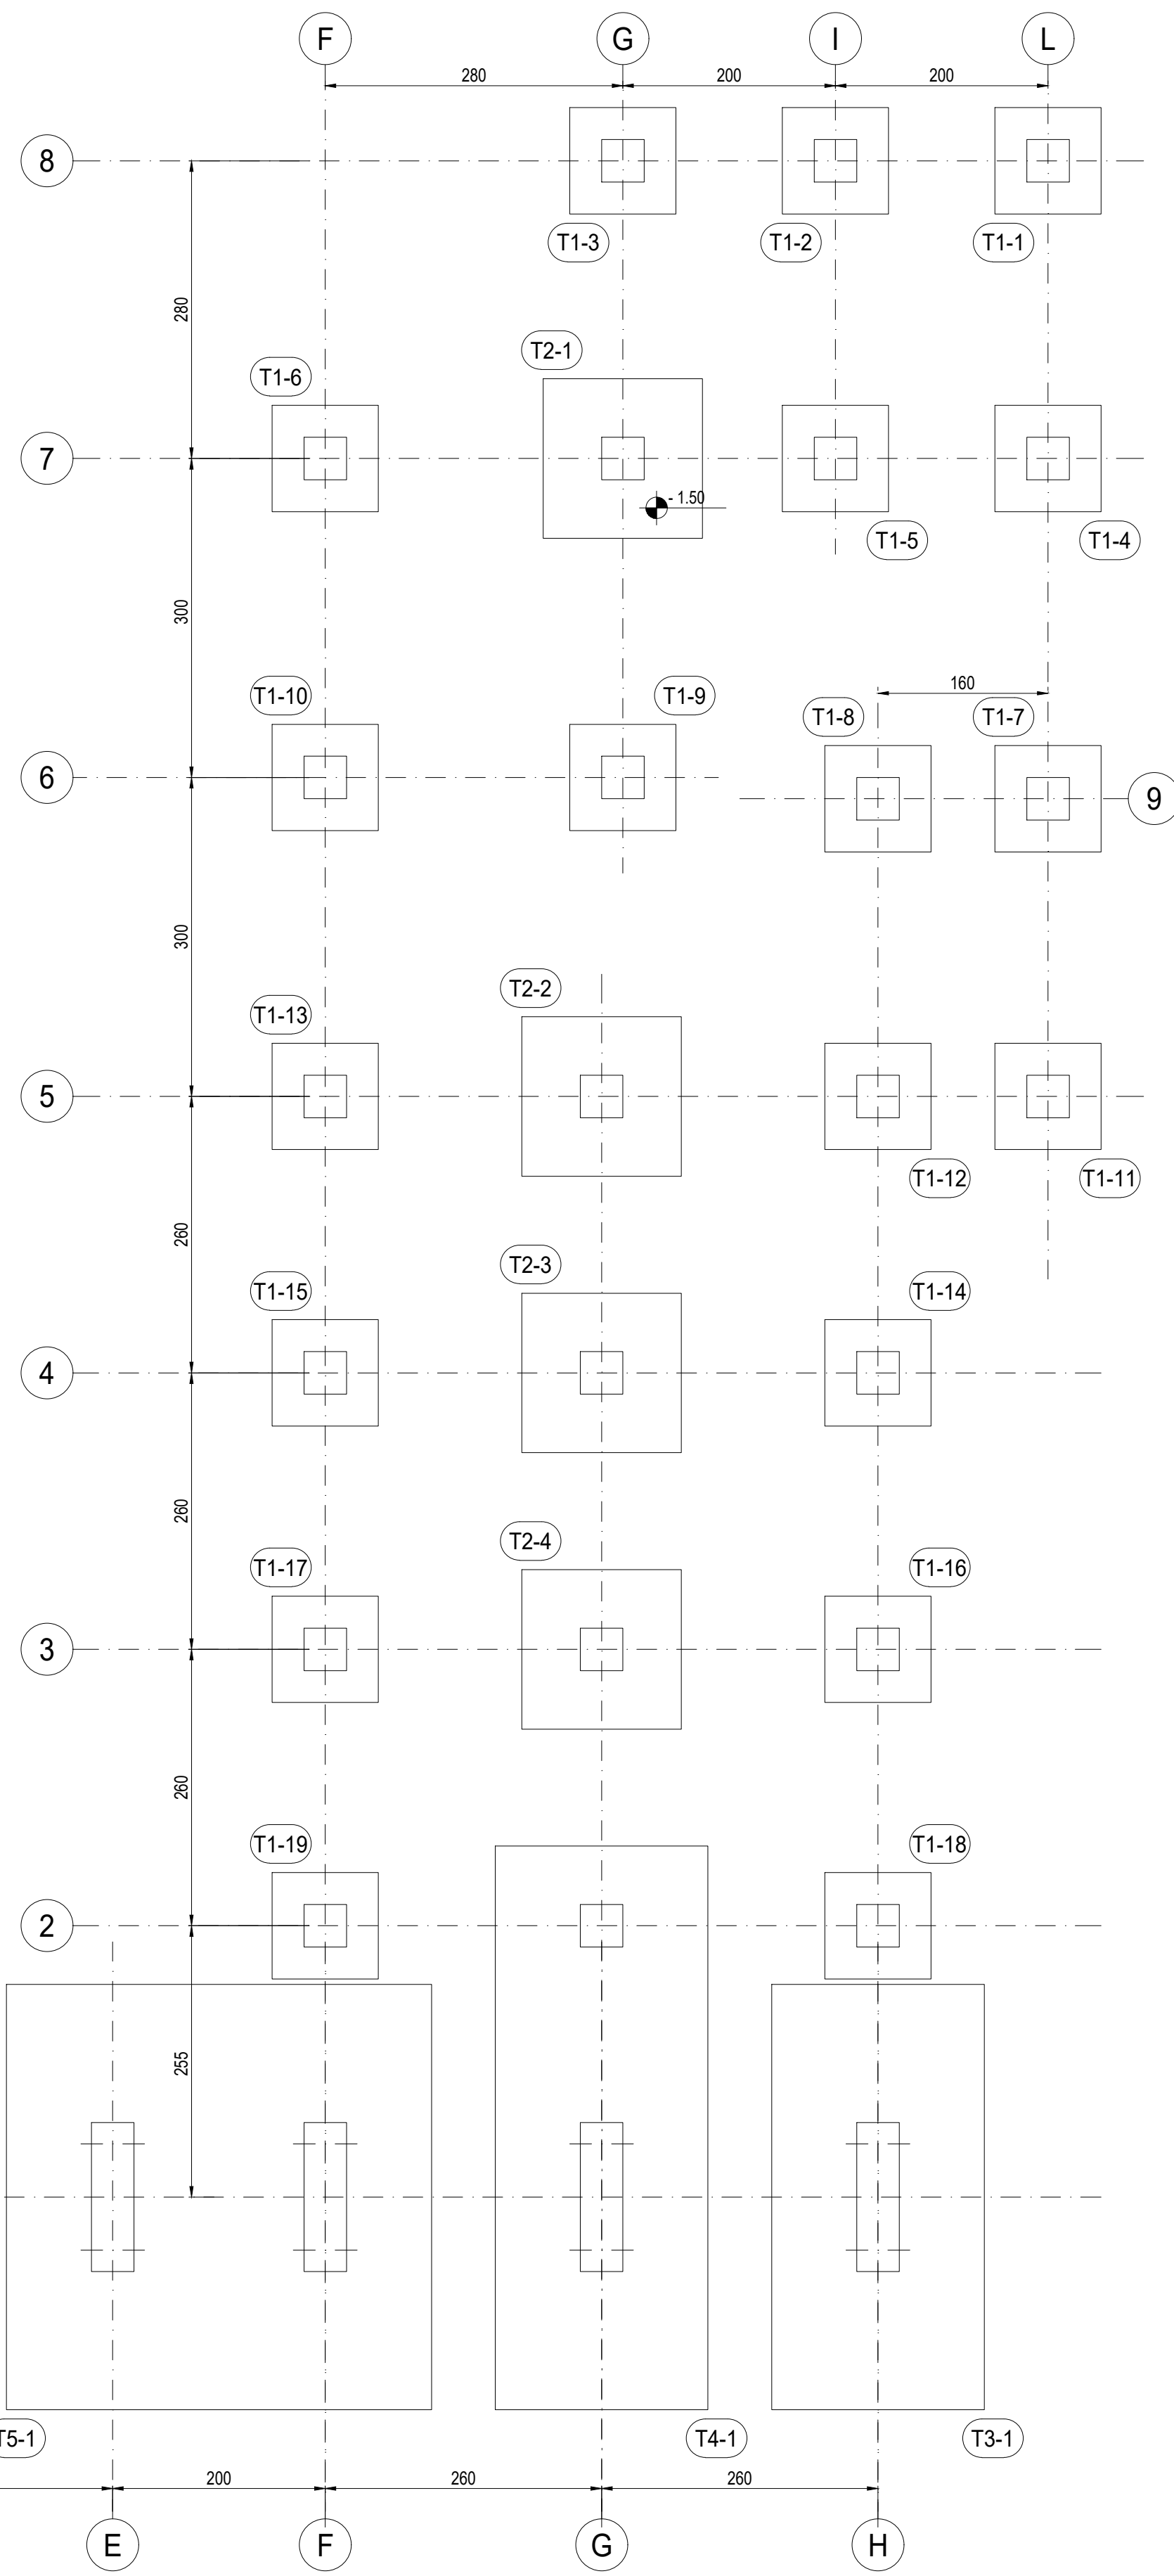 F G I L
280 200 200
8
T1-3 T1-2 T1-1
280
T2-1
T1-6
7
- 1.50
T1-5 T1-4
300
160
T1-10 T1-9
T1-8 T1-7
6
9
300
T2-2
T1-13
5
T1-12 T1-11
260
T2-3
T1-15 T1-14
4
260
T2-4
T1-17 T1-16
3
260
T1-19 T1-18
2
255
T5-1 T4-1 T3-1
200 260 260
E F G H